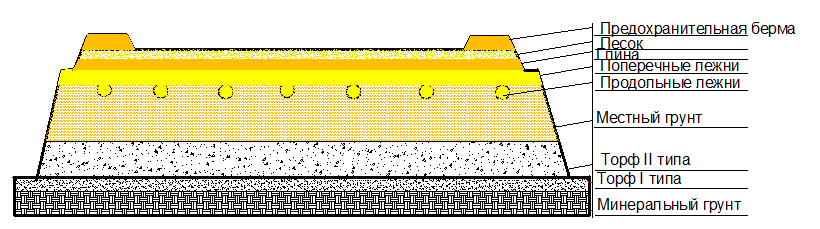 Предохранительная берма
Песок
Глина
Поперечные лежни
Продольные лежни
Местный грунт
Торф II типа
Торф I типа
Минеральный грунт